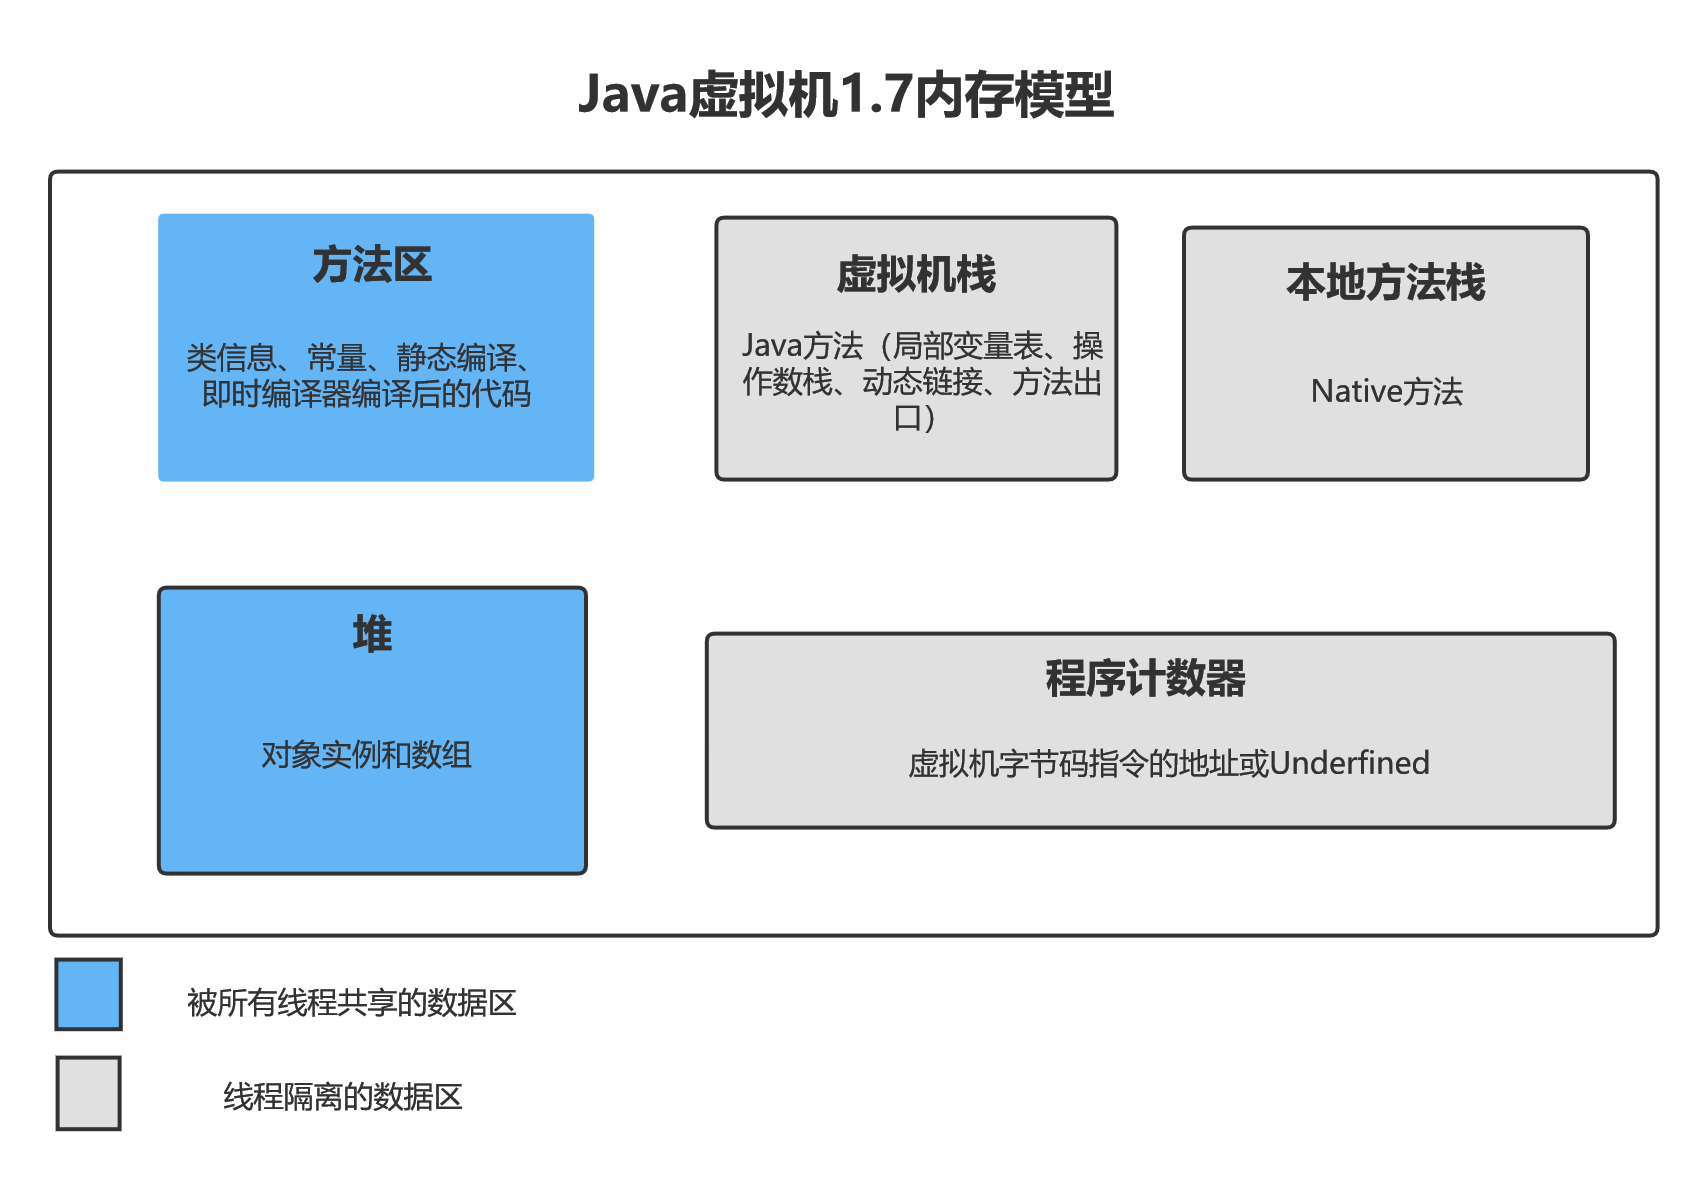 Java虚拟机1.7内存模型
方法区
类信息、常量、静态编译、
即时编译器编译后的代码
虚拟机栈
Java方法（局部变量表、操
作数栈、动态链接、方法出
口）
本地方法栈
Native方法
堆
对象实例和数组
程序计数器
虚拟机字节码指令的地址或Underfined
被所有线程共享的数据区
线程隔离的数据区